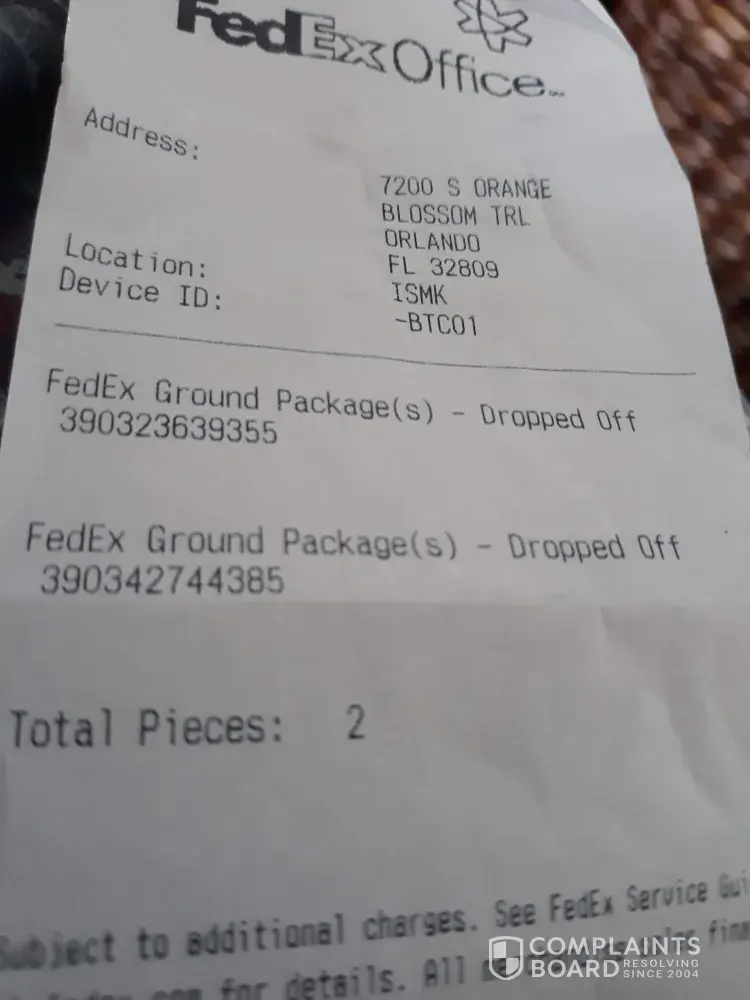 FedEx Office
Address:
7200 S ORANGE
BLOSSOM TRL
ORLANDO
FL 32809
Location:
ISMK
Device ID:
-BTC01
FedEx Ground Package(s) - Dropped Off
390323639355
FedEx Ground Package(s) - Dropped Off
390342744385
Total Pieces: 2
Subject to additional charges. See FedEx Service
for details. All
COMPLAINTS
BOARD RESOLVING
SINCE 2004